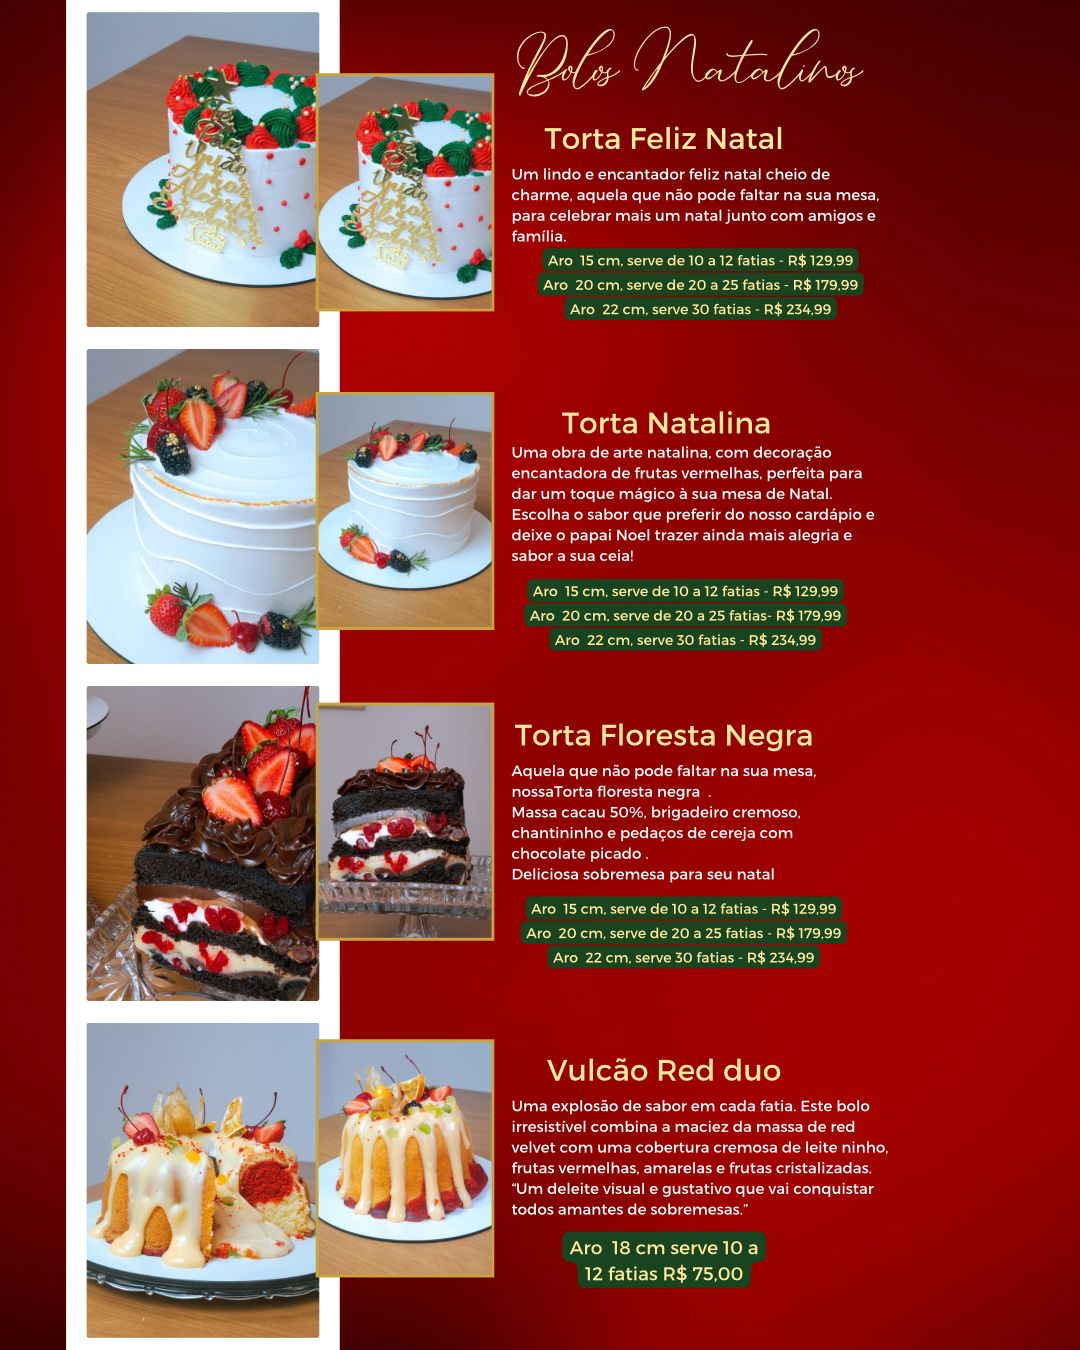 Bolos Natalinos
Torta Feliz Natal
Um lindo e encantador feliz natal cheio de
charme, aquela que não pode faltar na sua mesa,
para celebrar mais um natal junto com amigos e
família.
Aro 15 cm, serve de 10 a 12 fatias - R$ 129,99
Aro 20 cm, serve de 20 a 25 fatias - R$ 179,99
Aro 22 cm, serve 30 fatias - R$ 234,99
Torta Natalina
Uma obra de arte natalina, com decoração
encantadora de frutas vermelhas, perfeita para
dar um toque mágico à sua mesa de Natal.
Escolha o sabor que preferir do nosso cardápio e
deixe o papai Noel trazer ainda mais alegria e
sabor a sua ceia!
Aro 15 cm, serve de 10 a 12 fatias - R$ 129,99
Aro 20 cm, serve de 20 a 25 fatias- R$ 179,99
Aro 22 cm, serve 30 fatias - R$ 234,99
Torta Floresta Negra
Aquela que não pode faltar na sua mesa,
nossaTorta floresta negra .
Massa cacau 50%, brigadeiro cremoso,
chantininho e pedaços de cereja com
chocolate picado .
Deliciosa sobremesa para seu natal
Aro 15 cm, serve de 10 a 12 fatias - R$ 129,99
Aro 20 cm, serve de 20 a 25 fatias - R$ 179,99
Aro 22 cm, serve 30 fatias - R$ 234,99
Vulcão Red duo
Uma explosão de sabor em cada fatia. Este bolo
irresistível combina a maciez da massa de red
velvet com uma cobertura cremosa de leite ninho,
frutas vermelhas, amarelas e frutas cristalizadas.
“Um deleite visual e gustativo que vai conquistar
todos amantes de sobremesas.”
Aro 18 cm serve 10 a
12 fatias R$ 75,00